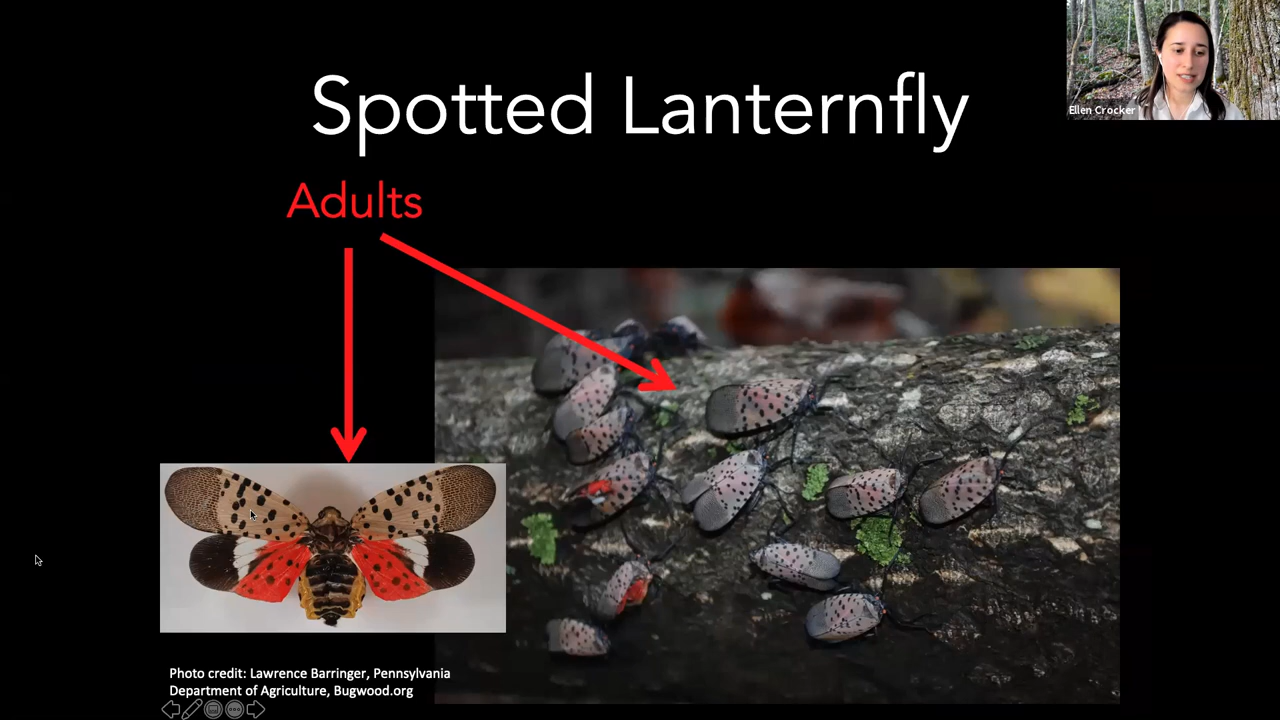 Spotted Lanternfly
Ellen Crocker
Adults
Photo credit: Lawrence Barringer, Pennsylvania
Department of Agriculture, Bugwood.org